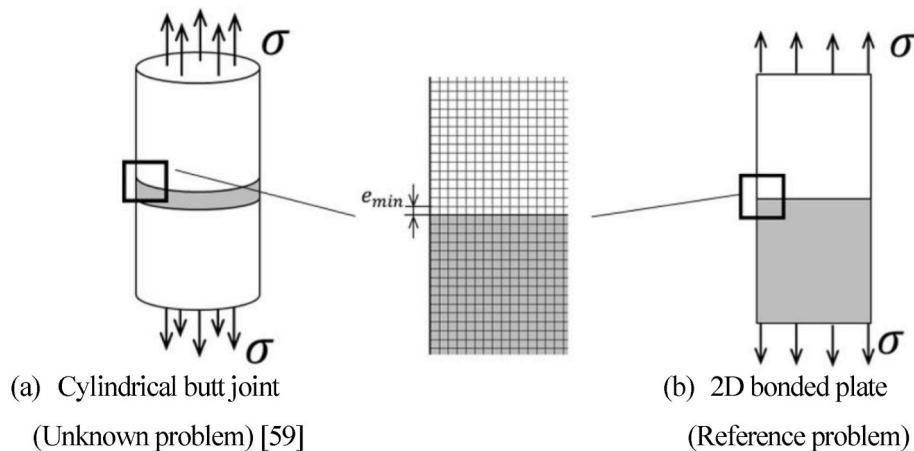 σ
σ
e_min
σ
σ
(a) Cylindrical butt joint
(Unknown problem) [59]
(b) 2D bonded plate
(Reference problem)